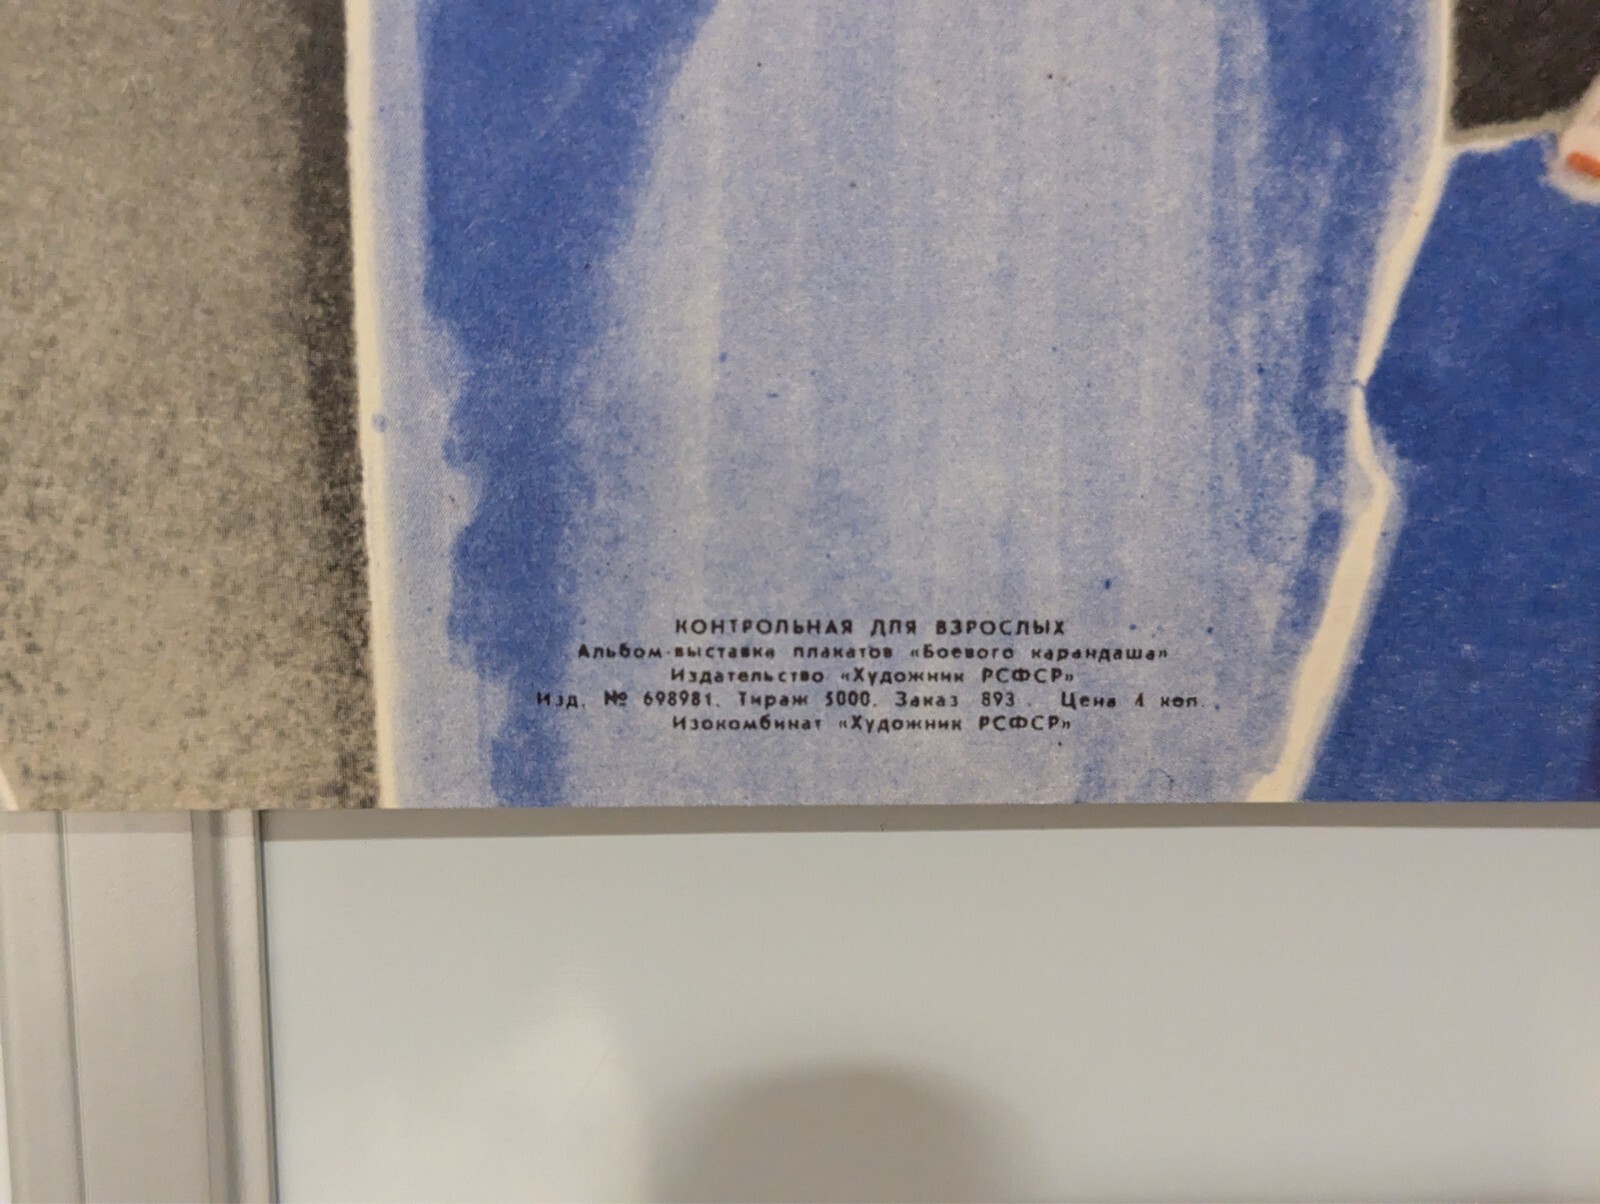 КОНТРОЛЬНАЯ ДЛЯ ВЗРОСЛЫХ
Альбом-выставка плакатов «Боевого карандаша»
Издательство «Художник РСФСР»
Изд. № 698981. Тираж 5000. Заказ 893. Цена 4 коп.
Изокомбинат «Художник РСФСР»